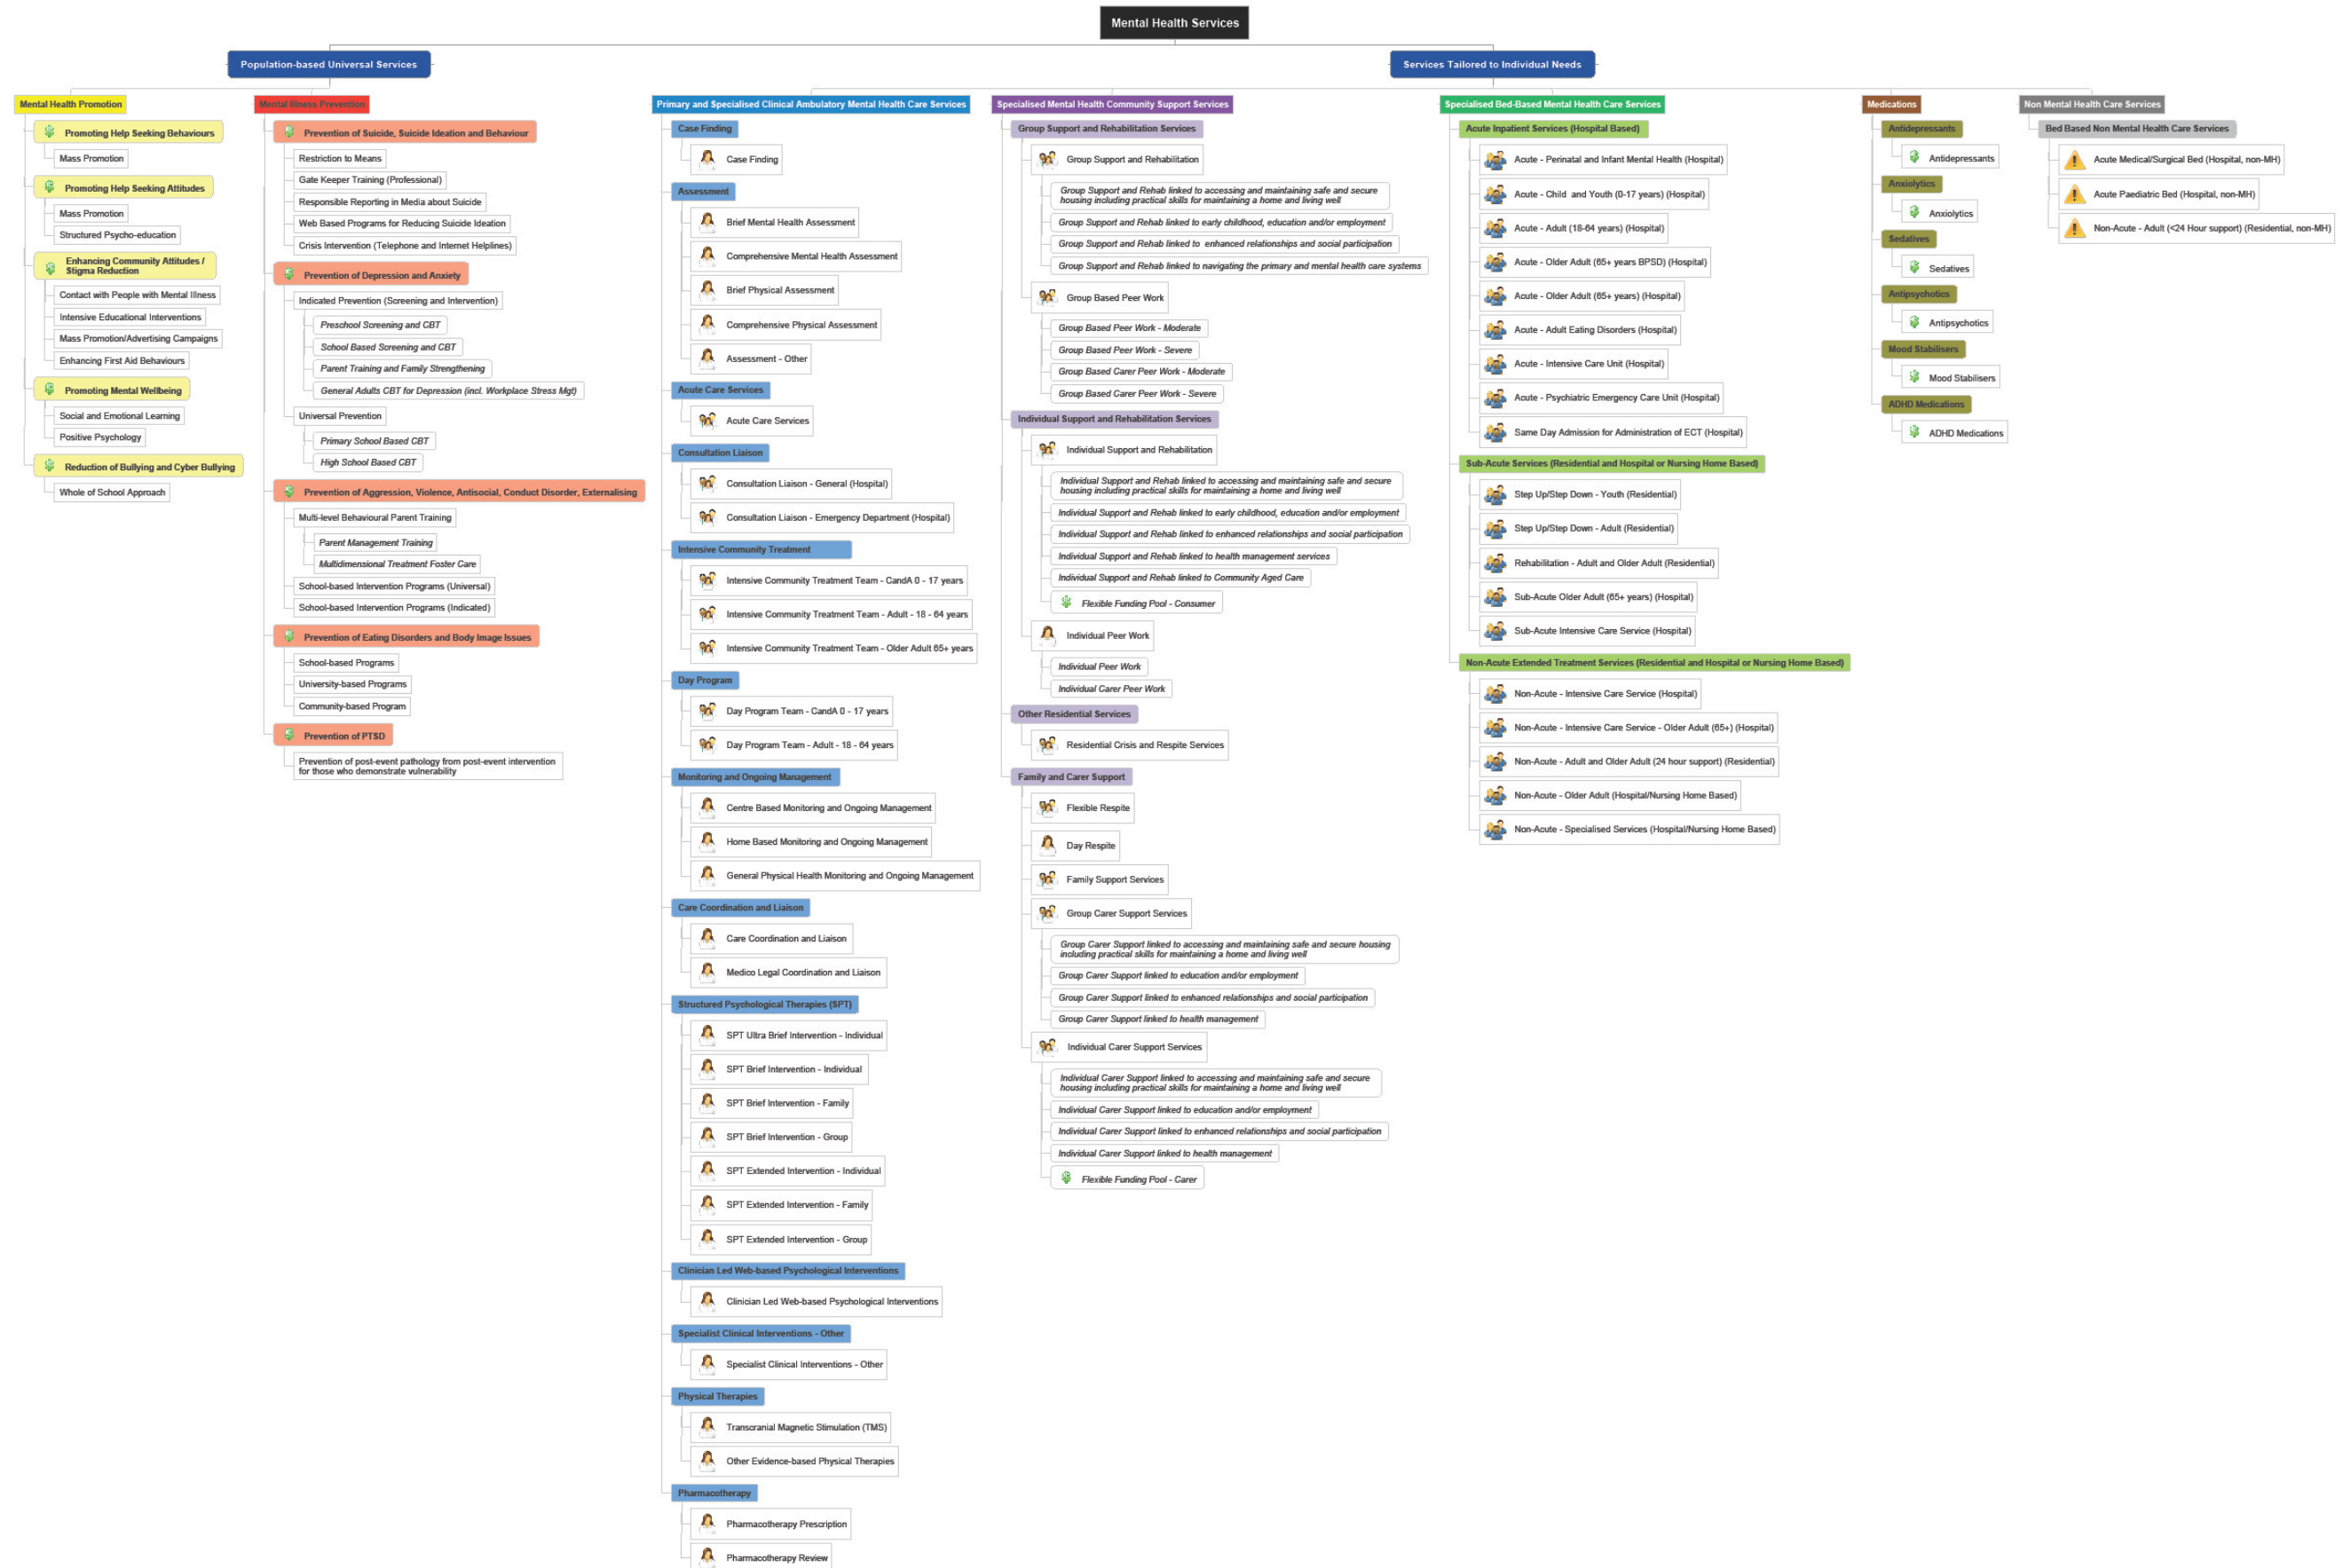 Mental Health Services
Population-based Universal Services
Services Tailored to Individual Needs
Mental Health Promotion
Promoting Help Seeking Behaviours
Mass Promotion
Promoting Help Seeking Attitudes
Mass Promotion
Structured Psycho-education
Enhancing Community Attitudes /
Stigma Reduction
Contact with People with Mental Illness
Intensive Educational Interventions
Mass Promotion/Advertising Campaigns
Enhancing First Aid Behaviours
Promoting Mental Wellbeing
Social and Emotional Learning
Positive Psychology
Reduction of Bullying and Cyber Bullying
Whole of School Approach
Mental Illness Prevention
Prevention of Suicide, Suicide Ideation and Behaviour
Restriction to Means
Gate Keeper Training (Professional)
Responsible Reporting in Media about Suicide
Web Based Programs for Reducing Suicide Ideation
Crisis Intervention (Telephone and Internet Helplines)
Prevention of Depression and Anxiety
Indicated Prevention (Screening and Intervention)
Preschool Screening and CBT
School Based Screening and CBT
Parent Training and Family Strengthening
General Adults CBT for Depression (incl. Workplace Stress Mgt)
Universal Prevention
Primary School Based CBT
High School Based CBT
Prevention of Aggression, Violence, Antisocial, Conduct Disorder, Externalising
Multi-level Behavioural Parent Training
Parent Management Training
Multidimensional Treatment Foster Care
School-based Intervention Programs (Universal)
School-based Intervention Programs (Indicated)
Prevention of Eating Disorders and Body Image Issues
School-based Programs
University-based Programs
Community-based Program
Prevention of PTSD
Prevention of post-event pathology from post-event intervention
for those who demonstrate vulnerability
Primary and Specialised Clinical Ambulatory Mental Health Care Services
Case Finding
Case Finding
Assessment
Brief Mental Health Assessment
Comprehensive Mental Health Assessment
Brief Physical Assessment
Comprehensive Physical Assessment
Assessment - Other
Acute Care Services
Acute Care Services
Consultation Liaison
Consultation Liaison - General (Hospital)
Consultation Liaison - Emergency Department (Hospital)
Intensive Community Treatment
Intensive Community Treatment Team - CandA 0 - 17 years
Intensive Community Treatment Team - Adult - 18 - 64 years
Intensive Community Treatment Team - Older Adult 65+ years
Day Program
Day Program Team - CandA 0 - 17 years
Day Program Team - Adult - 18 - 64 years
Monitoring and Ongoing Management
Centre Based Monitoring and Ongoing Management
Home Based Monitoring and Ongoing Management
General Physical Health Monitoring and Ongoing Management
Care Coordination and Liaison
Care Coordination and Liaison
Medico Legal Coordination and Liaison
Structured Psychological Therapies (SPT)
SPT Ultra Brief Intervention - Individual
SPT Brief Intervention - Individual
SPT Brief Intervention - Family
SPT Brief Intervention - Group
SPT Extended Intervention - Individual
SPT Extended Intervention - Family
SPT Extended Intervention - Group
Clinician Led Web-based Psychological Interventions
Clinician Led Web-based Psychological Interventions
Specialist Clinical Interventions - Other
Specialist Clinical Interventions - Other
Physical Therapies
Transcranial Magnetic Stimulation (TMS)
Other Evidence-based Physical Therapies
Pharmacotherapy
Pharmacotherapy Prescription
Pharmacotherapy Review
Specialised Mental Health Community Support Services
Group Support and Rehabilitation Services
Group Support and Rehabilitation
Group Support and Rehab linked to accessing and maintaining safe and secure
housing including practical skills for maintaining a home and living well
Group Support and Rehab linked to early childhood, education and/or employment
Group Support and Rehab linked to enhanced relationships and social participation
Group Support and Rehab linked to navigating the primary and mental health care systems
Group Based Peer Work
Group Based Peer Work - Moderate
Group Based Peer Work - Severe
Group Based Carer Peer Work - Moderate
Group Based Carer Peer Work - Severe
Individual Support and Rehabilitation Services
Individual Support and Rehabilitation
Individual Support and Rehab linked to accessing and maintaining safe and secure
housing including practical skills for maintaining a home and living well
Individual Support and Rehab linked to early childhood, education and/or employment
Individual Support and Rehab linked to enhanced relationships and social participation
Individual Support and Rehab linked to health management services
Individual Support and Rehab linked to Community Aged Care
Flexible Funding Pool - Consumer
Individual Peer Work
Individual Peer Work
Individual Carer Peer Work
Other Residential Services
Residential Crisis and Respite Services
Family and Carer Support
Flexible Respite
Day Respite
Family Support Services
Group Carer Support Services
Group Carer Support linked to accessing and maintaining safe and secure housing
including practical skills for maintaining a home and living well
Group Carer Support linked to education and/or employment
Group Carer Support linked to enhanced relationships and social participation
Group Carer Support linked to health management
Individual Carer Support Services
Individual Carer Support linked to accessing and maintaining safe and secure
housing including practical skills for maintaining a home and living well
Individual Carer Support linked to education and/or employment
Individual Carer Support linked to enhanced relationships and social participation
Individual Carer Support linked to health management
Flexible Funding Pool - Carer
Specialised Bed-Based Mental Health Care Services
Acute Inpatient Services (Hospital Based)
Acute - Perinatal and Infant Mental Health (Hospital)
Acute - Child and Youth (0-17 years) (Hospital)
Acute - Adult (18-64 years) (Hospital)
Acute - Older Adult (65+ years BPSD) (Hospital)
Acute - Older Adult (65+ years) (Hospital)
Acute - Adult Eating Disorders (Hospital)
Acute - Intensive Care Unit (Hospital)
Acute - Psychiatric Emergency Care Unit (Hospital)
Same Day Admission for Administration of ECT (Hospital)
Sub-Acute Services (Residential and Hospital or Nursing Home Based)
Step Up/Step Down - Youth (Residential)
Step Up/Step Down - Adult (Residential)
Rehabilitation - Adult and Older Adult (Residential)
Sub-Acute Older Adult (65+ years) (Hospital)
Sub-Acute Intensive Care Service (Hospital)
Non-Acute Extended Treatment Services (Residential and Hospital or Nursing Home Based)
Non-Acute - Intensive Care Service (Hospital)
Non-Acute - Intensive Care Service - Older Adult (65+) (Hospital)
Non-Acute - Adult and Older Adult (24 hour support) (Residential)
Non-Acute - Older Adult (Hospital/Nursing Home Based)
Non-Acute - Specialised Services (Hospital/Nursing Home Based)
Medications
Antidepressants
Antidepressants
Anxiolytics
Anxiolytics
Sedatives
Sedatives
Antipsychotics
Antipsychotics
Mood Stabilisers
Mood Stabilisers
ADHD Medications
ADHD Medications
Non Mental Health Care Services
Bed Based Non Mental Health Care Services
Acute Medical/Surgical Bed (Hospital, non-MH)
Acute Paediatric Bed (Hospital, non-MH)
Non-Acute - Adult (<24 Hour support) (Residential, non-MH)